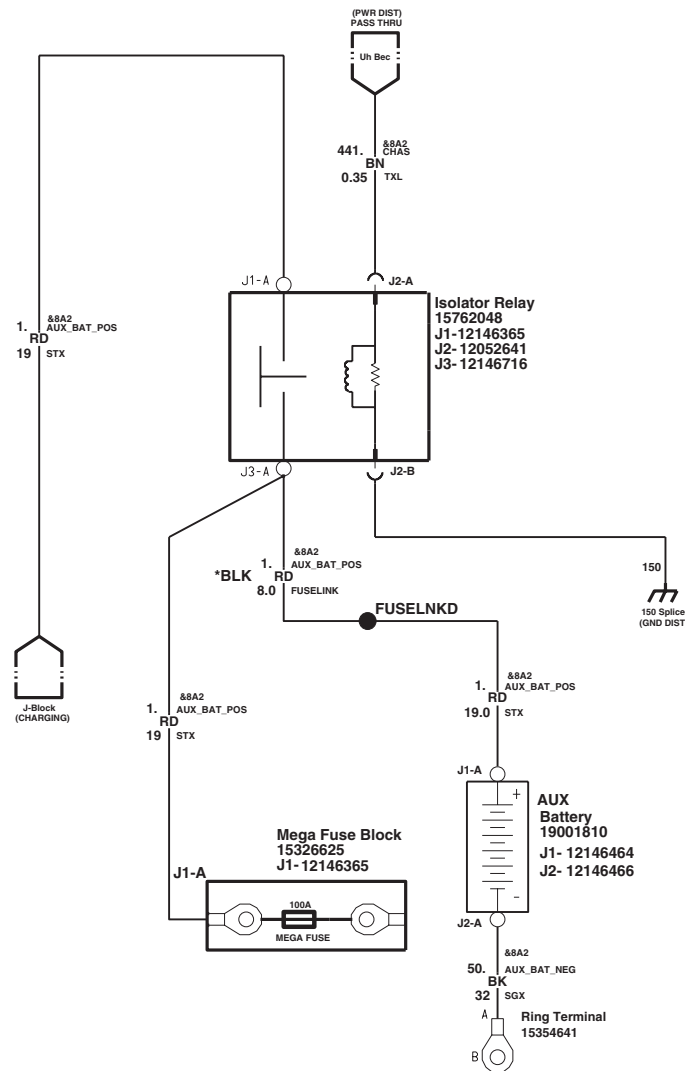 (PWR DIST)
PASS THRU
Uh Bec
441.
&8A2
CHAS
BN
0.35
TXL
J1-A
J2-A
Isolator Relay
15762048
J1-12146365
J2- 12052641
J3- 12146716
1.
&8A2
AUX_BAT_POS
RD
19
STX
J3-A
J2-B
*BLK
1.
&8A2
AUX_BAT_POS
RD
8.0
FUSELINK
150
150 Splice
(GND DIST
FUSELNKD
J-Block
(CHARGING)
1.
&8A2
AUX_BAT_POS
RD
19
STX
1.
&8A2
AUX_BAT_POS
RD
19.0
STX
J1-A
+
-
AUX
Battery
19001810
J1- 12146464
J2- 12146466
J2-A
Mega Fuse Block
15326625
J1- 12146365
J1-A
100A
MEGA FUSE
50.
&8A2
AUX_BAT_NEG
BK
32
SGX
A
Ring Terminal
15354641
B